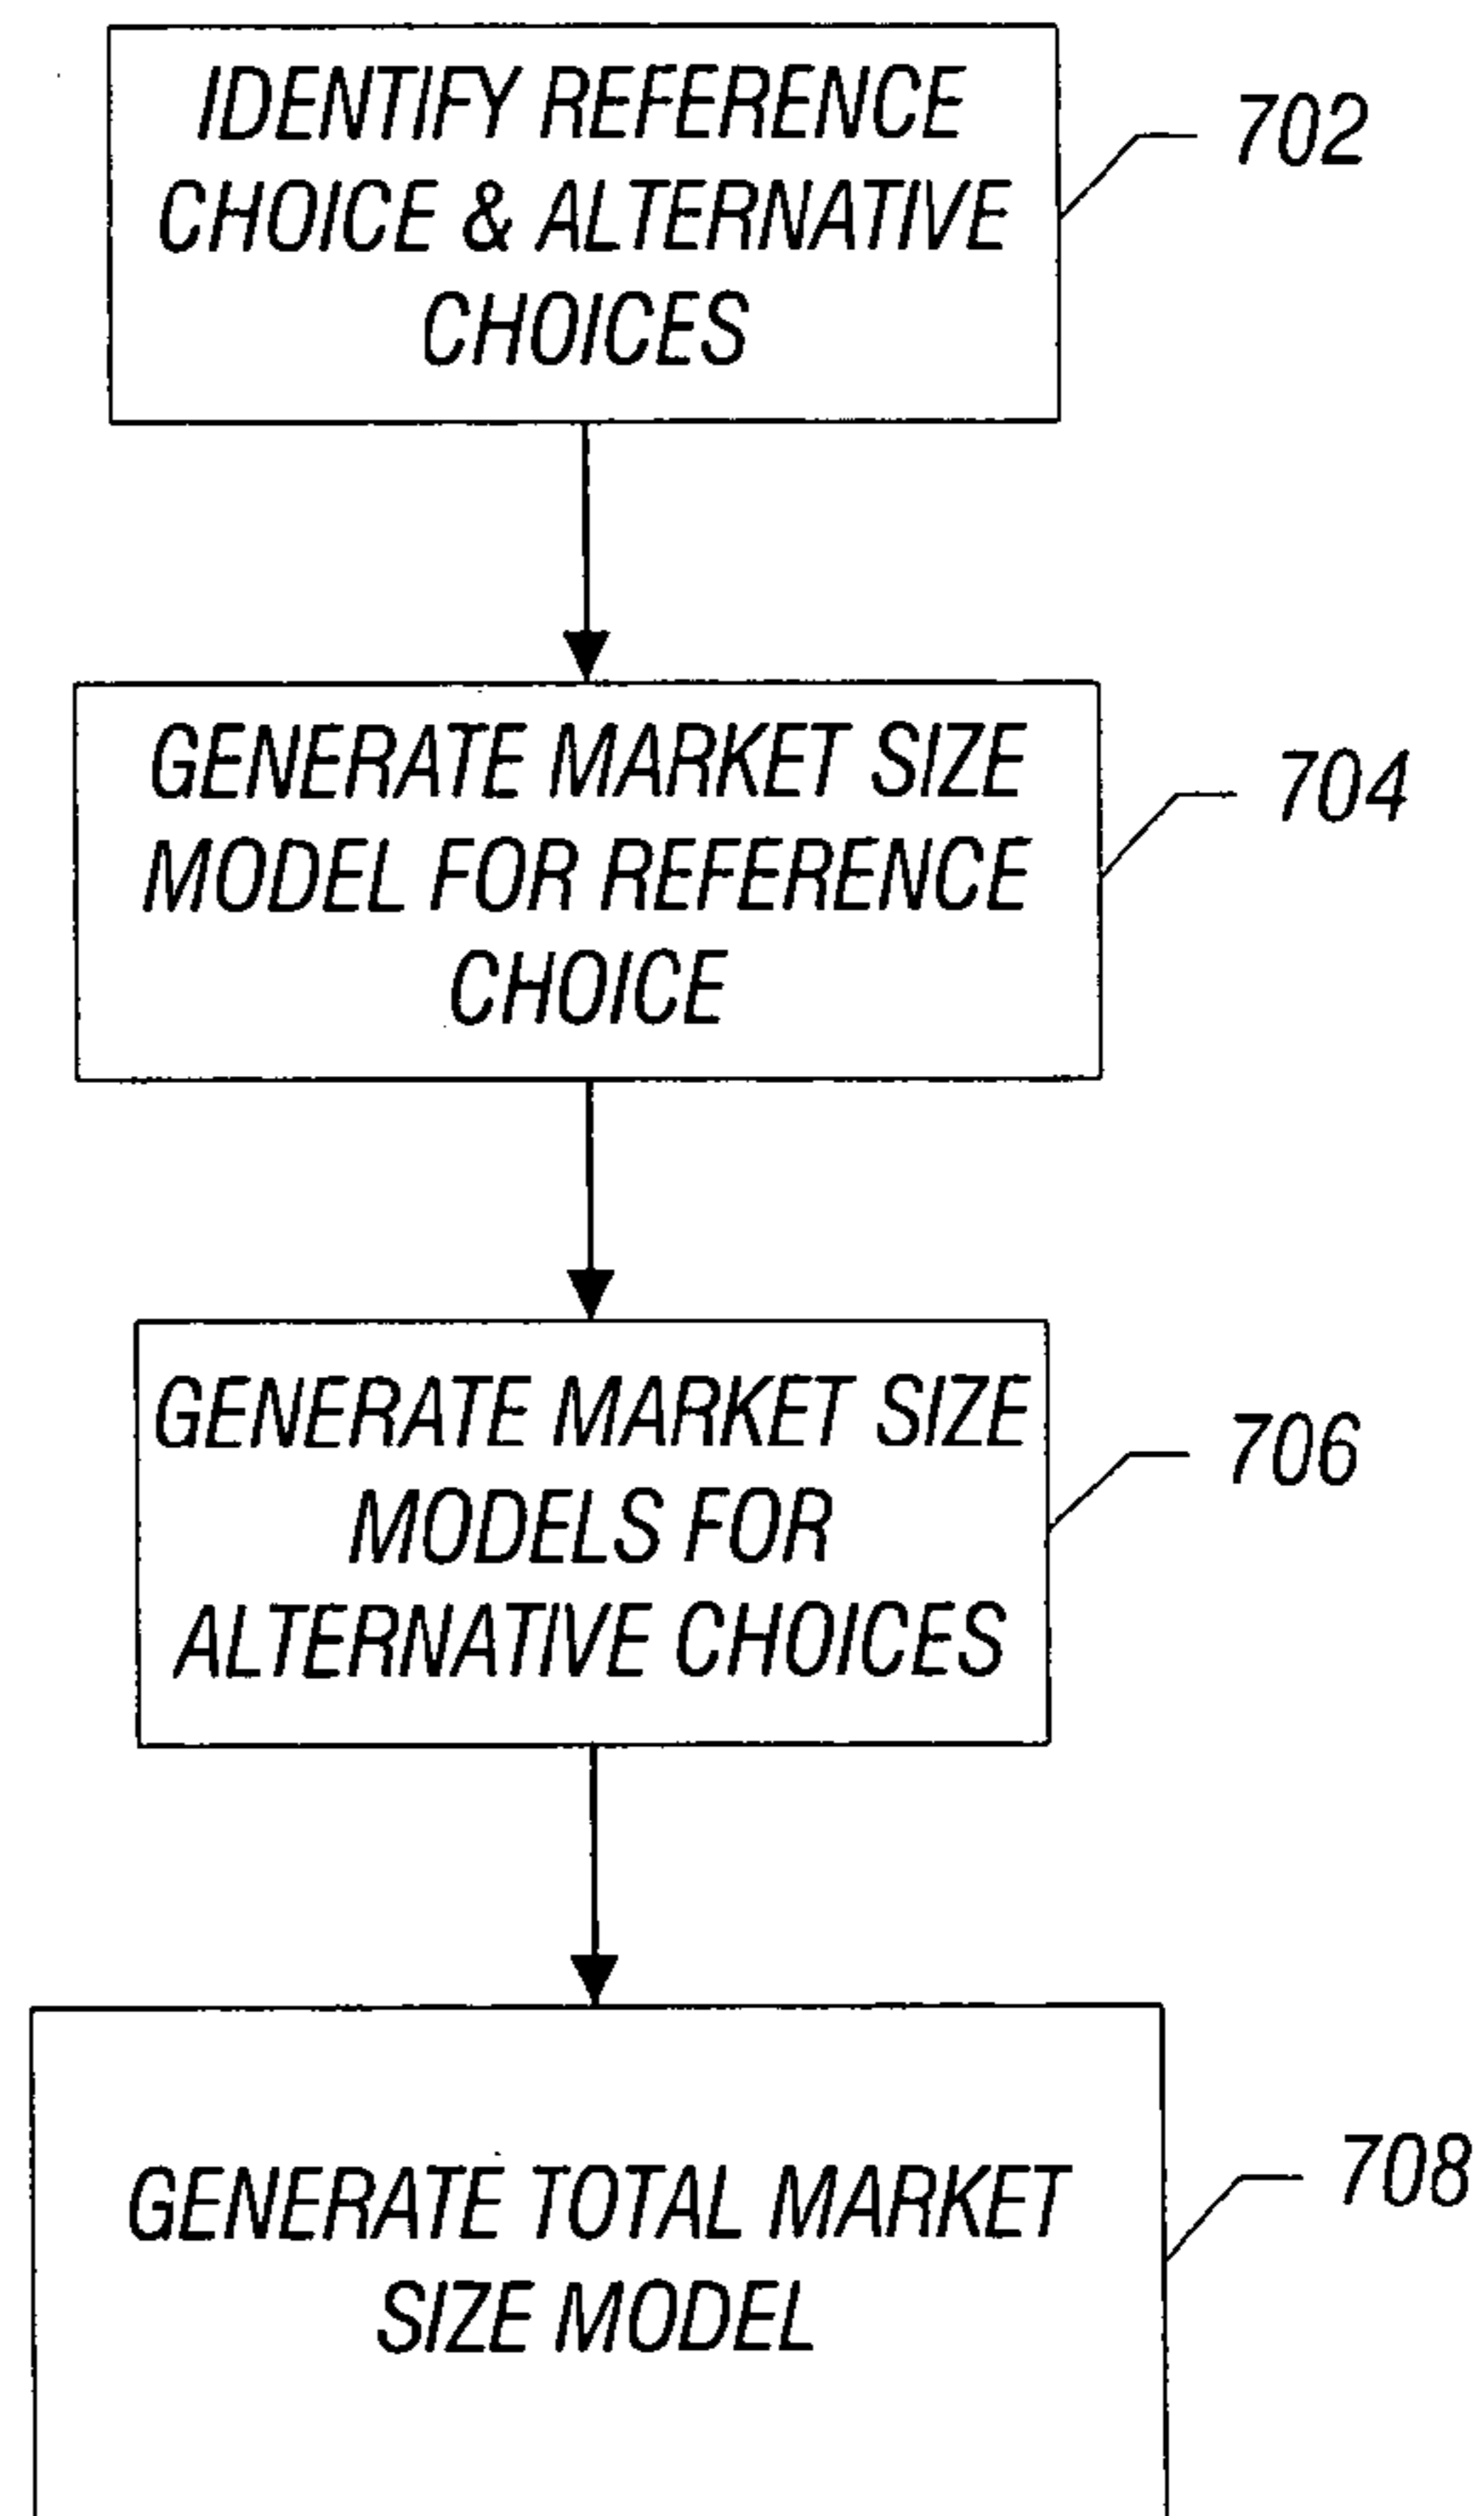 IDENTIFY REFERENCE
CHOICE & ALTERNATIVE
CHOICES
702
GENERATE MARKET SIZE
MODEL FOR REFERENCE
CHOICE
704
GENERATE MARKET SIZE
MODELS FOR
ALTERNATIVE CHOICES
706
GENERATE TOTAL MARKET
SIZE MODEL
708